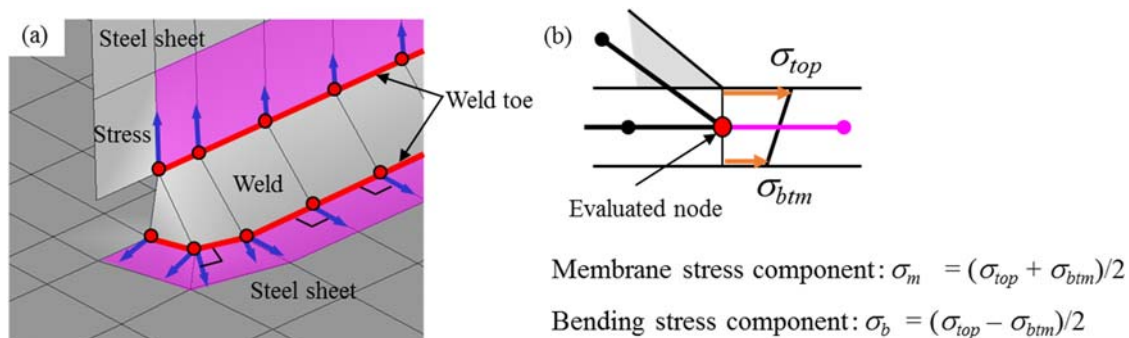 (a)
Steel sheet
Stress
Weld
Weld toe
Steel sheet
(b)
σtop
σbtm
Evaluated node
Membrane stress component: σm = (σtop + σbtm)/2
Bending stress component: σb = (σtop – σbtm)/2